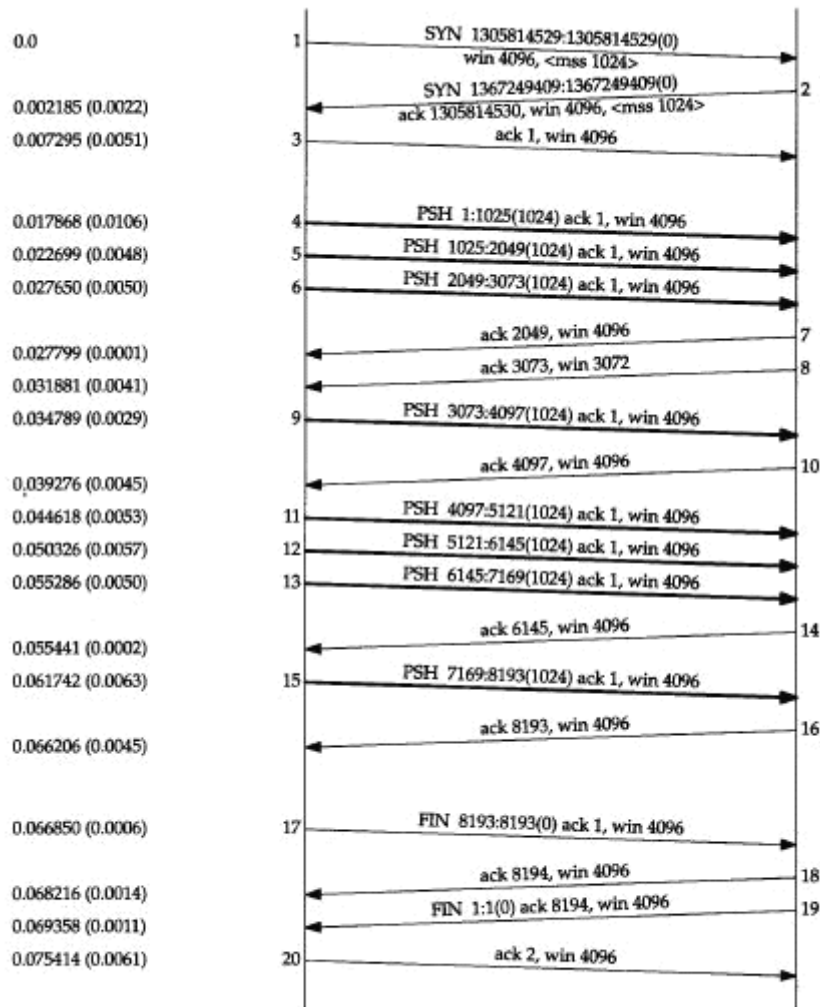 0.0 1 SYN 1305814529:1305814529(0)
win 4096, <mss 1024>
SYN 1367249409:1367249409(0) 2
0.002185 (0.0022) ack 1305814530, win 4096, <mss 1024>
0.007295 (0.0051) 3 ack 1, win 4096
0.017868 (0.0106) 4 PSH 1:1025(1024) ack 1, win 4096
0.022699 (0.0048) 5 PSH 1025:2049(1024) ack 1, win 4096
0.027650 (0.0050) 6 PSH 2049:3073(1024) ack 1, win 4096
ack 2049, win 4096 7
0.027799 (0.0001)
ack 3073, win 3072 8
0.031881 (0.0041)
0.034789 (0.0029) 9 PSH 3073:4097(1024) ack 1, win 4096
ack 4097, win 4096 10
0.039276 (0.0045)
0.044618 (0.0053) 11 PSH 4097:5121(1024) ack 1, win 4096
0.050326 (0.0057) 12 PSH 5121:6145(1024) ack 1, win 4096
0.055286 (0.0050) 13 PSH 6145:7169(1024) ack 1, win 4096
ack 6145, win 4096 14
0.055441 (0.0002)
0.061742 (0.0063) 15 PSH 7169:8193(1024) ack 1, win 4096
ack 8193, win 4096 16
0.066206 (0.0045)
0.066850 (0.0006) 17 FIN 8193:8193(0) ack 1, win 4096
ack 8194, win 4096 18
0.068216 (0.0014)
FIN 1:1(0) ack 8194, win 4096 19
0.069358 (0.0011)
0.075414 (0.0061) 20 ack 2, win 4096